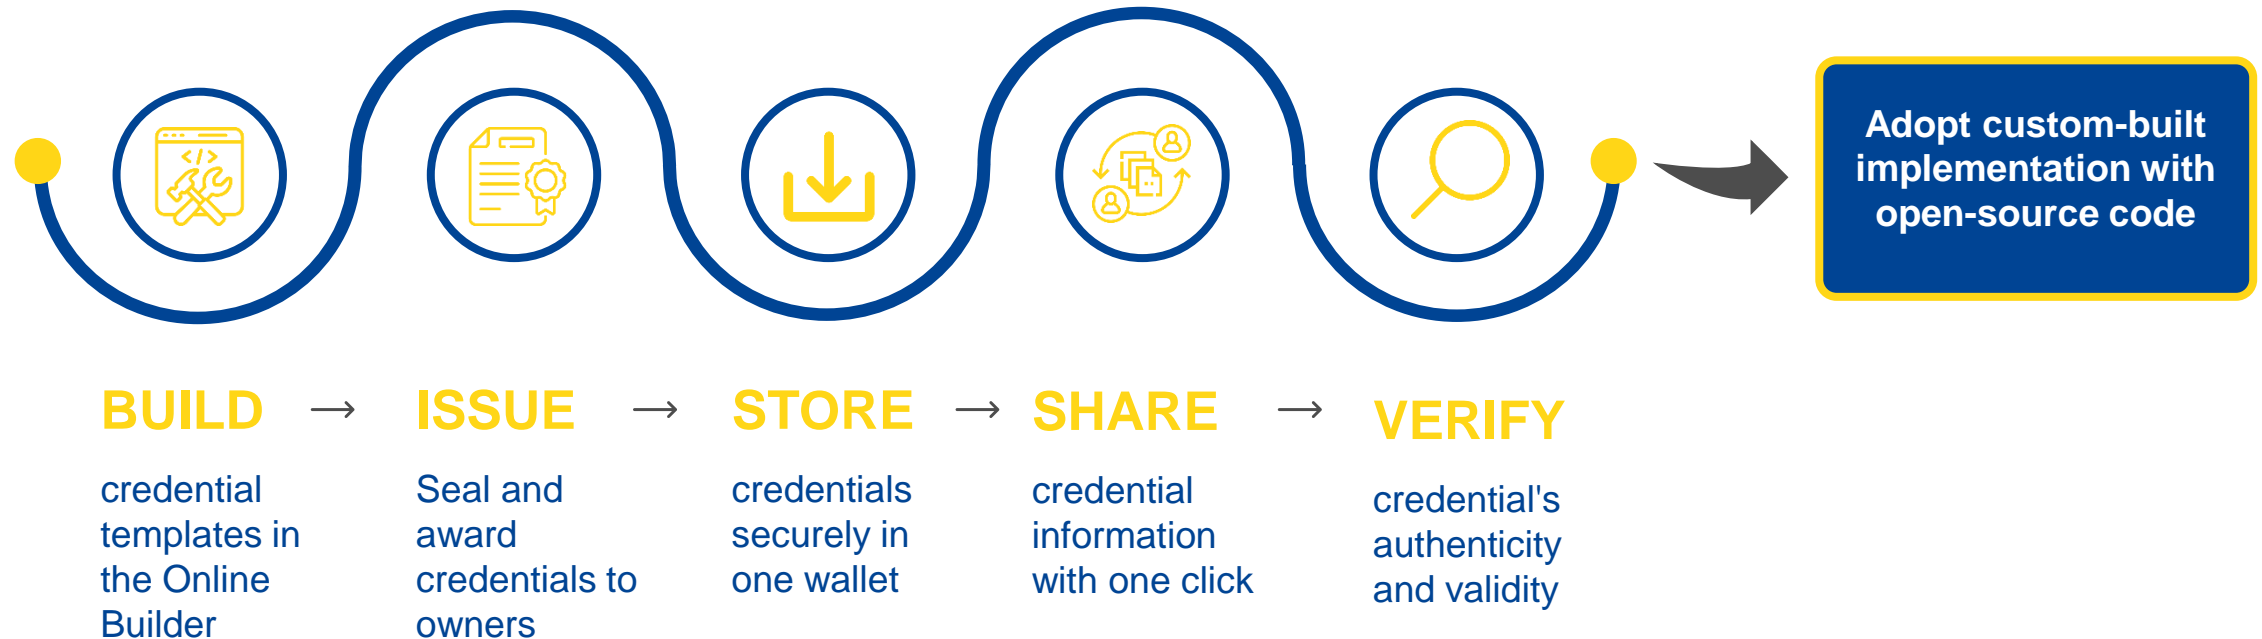 Adopt custom-built
implementation with
open-source code
BUILD
credential
templates in
the Online
Builder
ISSUE
Seal and
award
credentials to
owners
STORE
credentials
securely in
one wallet
SHARE
credential
information
with one click
VERIFY
credential's
authenticity
and validity